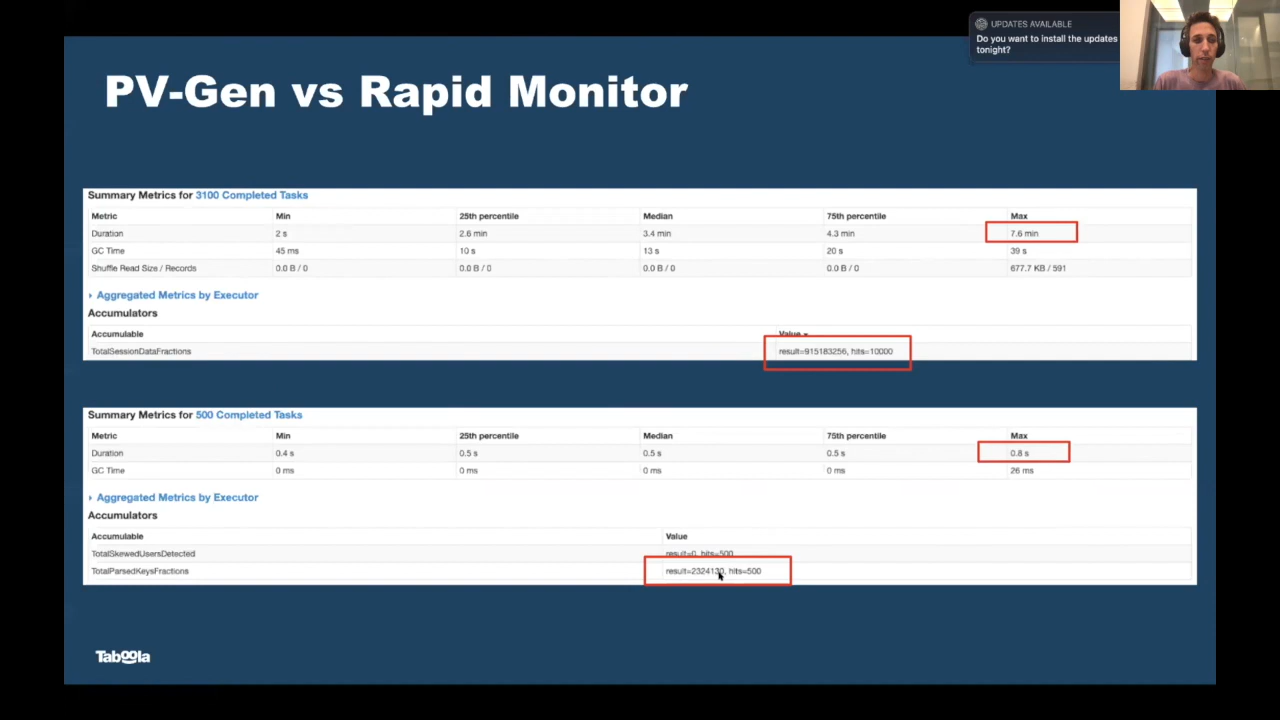 UPDATES AVAILABLE
Do you want to install the updates
tonight?
PV-Gen vs Rapid Monitor
Summary Metrics for 3100 Completed Tasks
Metric Min 25th percentile Median 75th percentile Max
Duration 2 s 2.6 min 3.4 min 4.3 min 7.6 min
GC Time 45 ms 10 s 13 s 20 s 39 s
Shuffle Read Size / Records 0.0 B / 0 0.0 B / 0 0.0 B / 0 0.0 B / 0 677.7 KB / 591
Aggregated Metrics by Executor
Accumulators
Accumulable Value
TotalSessionDataFractions result=915183256, hits=10000
Summary Metrics for 500 Completed Tasks
Metric Min 25th percentile Median 75th percentile Max
Duration 0.4 s 0.5 s 0.5 s 0.5 s 0.8 s
GC Time 0 ms 0 ms 0 ms 0 ms 26 ms
Aggregated Metrics by Executor
Accumulators
Accumulable Value
TotalSkewedUsersDetected result=0, hits=500
TotalParsedKeysFractions result=2324130, hits=500
Taboola